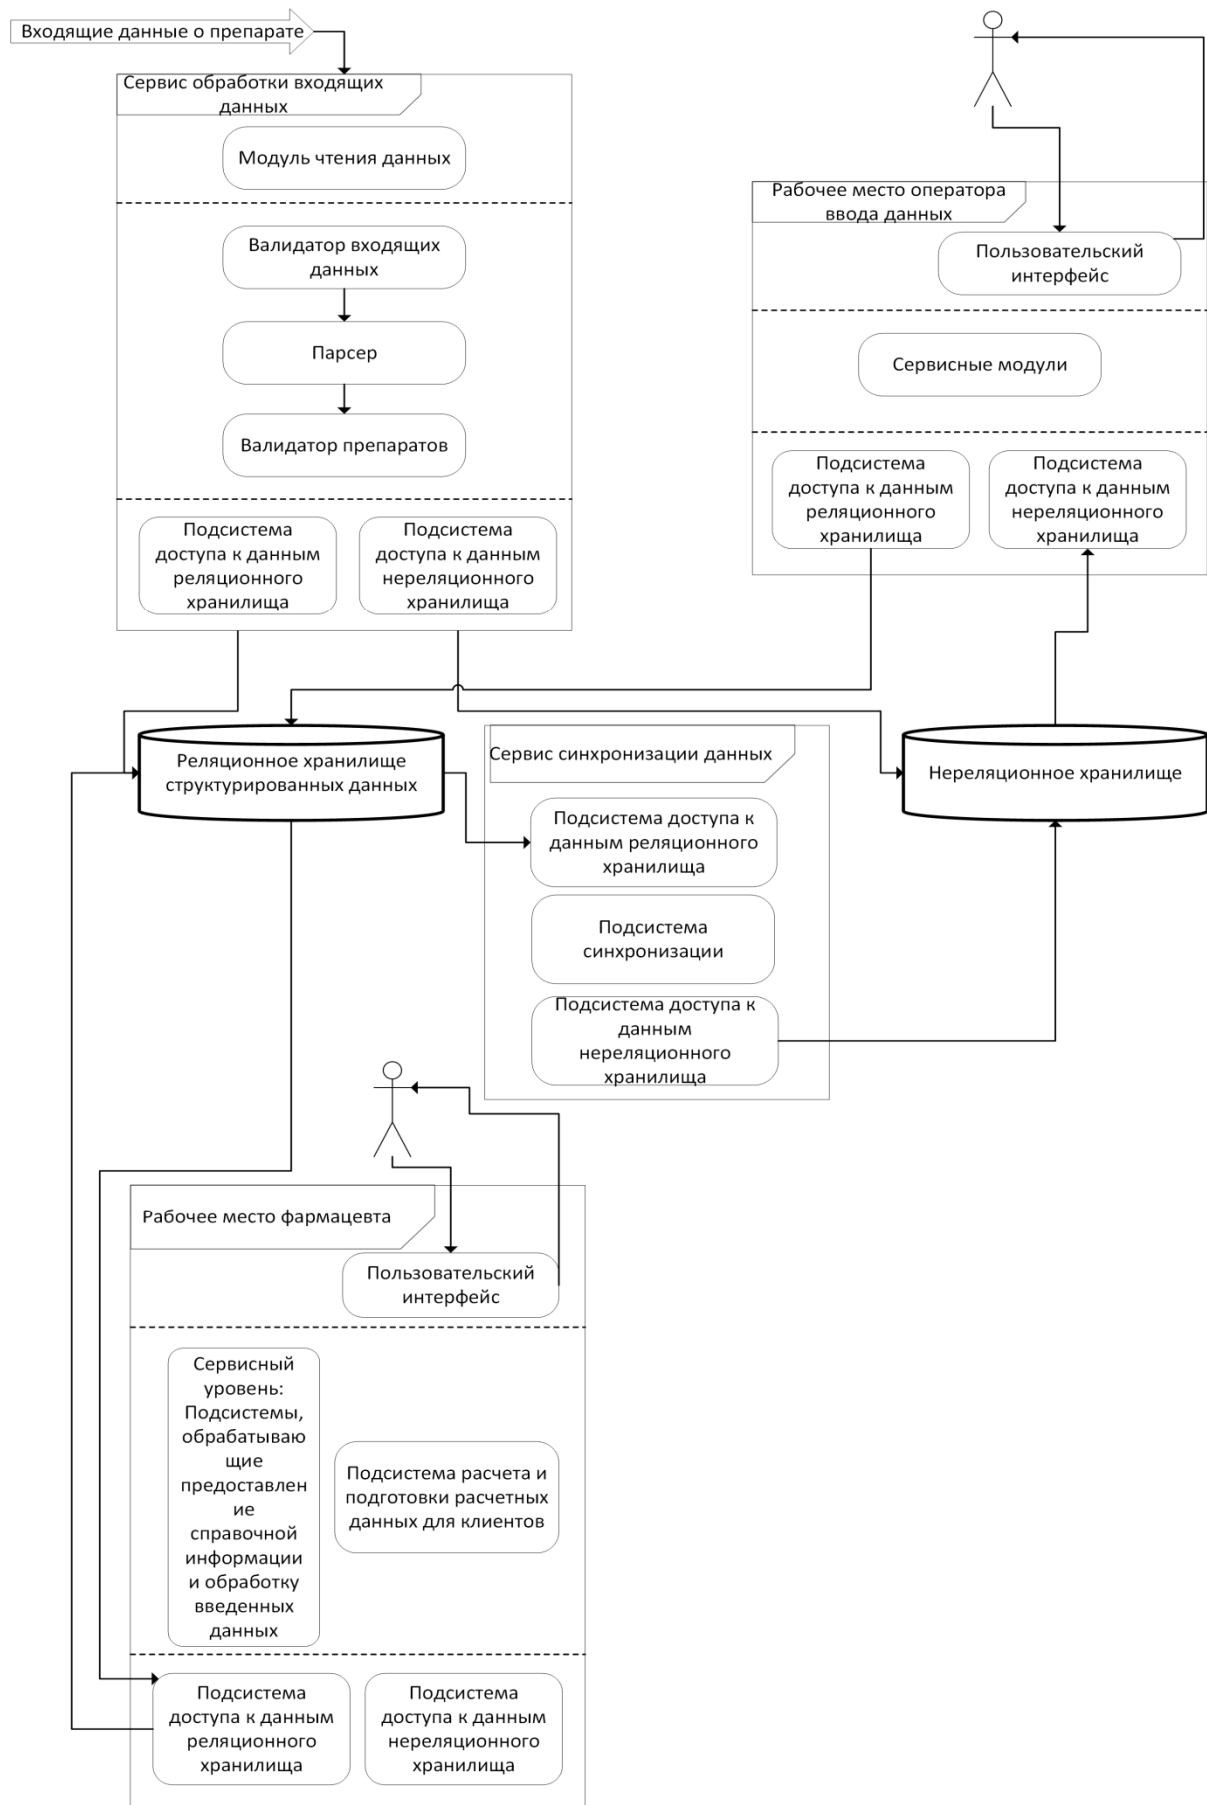 Входящие данные о препарате
Сервис обработки входящих
данных
Модуль чтения данных
Валидатор входящих
данных
Парсер
Валидатор препаратов
Подсистема
доступа к данным
реляционного
хранилища
Подсистема
доступа к данным
нереляционного
хранилища
Рабочее место оператора
ввода данных
Пользовательский
интерфейс
Сервисные модули
Подсистема
доступа к данным
реляционного
хранилища
Подсистема
доступа к данным
нереляционного
хранилища
Реляционное хранилище
структурированных данных
Сервис синхронизации данных
Подсистема доступа к
данным реляционного
хранилища
Подсистема
синхронизации
Подсистема доступа к
данным
нереляционного
хранилища
Нереляционное хранилище
Рабочее место фармацевта
Пользовательский
интерфейс
Сервисный
уровень:
Подсистемы,
обрабатываю
щие
предоставлен
ие
справочной
информации
и обработку
введенных
данных
Подсистема расчета и
подготовки расчетных
данных для клиентов
Подсистема
доступа к данным
реляционного
хранилища
Подсистема
доступа к данным
нереляционного
хранилища